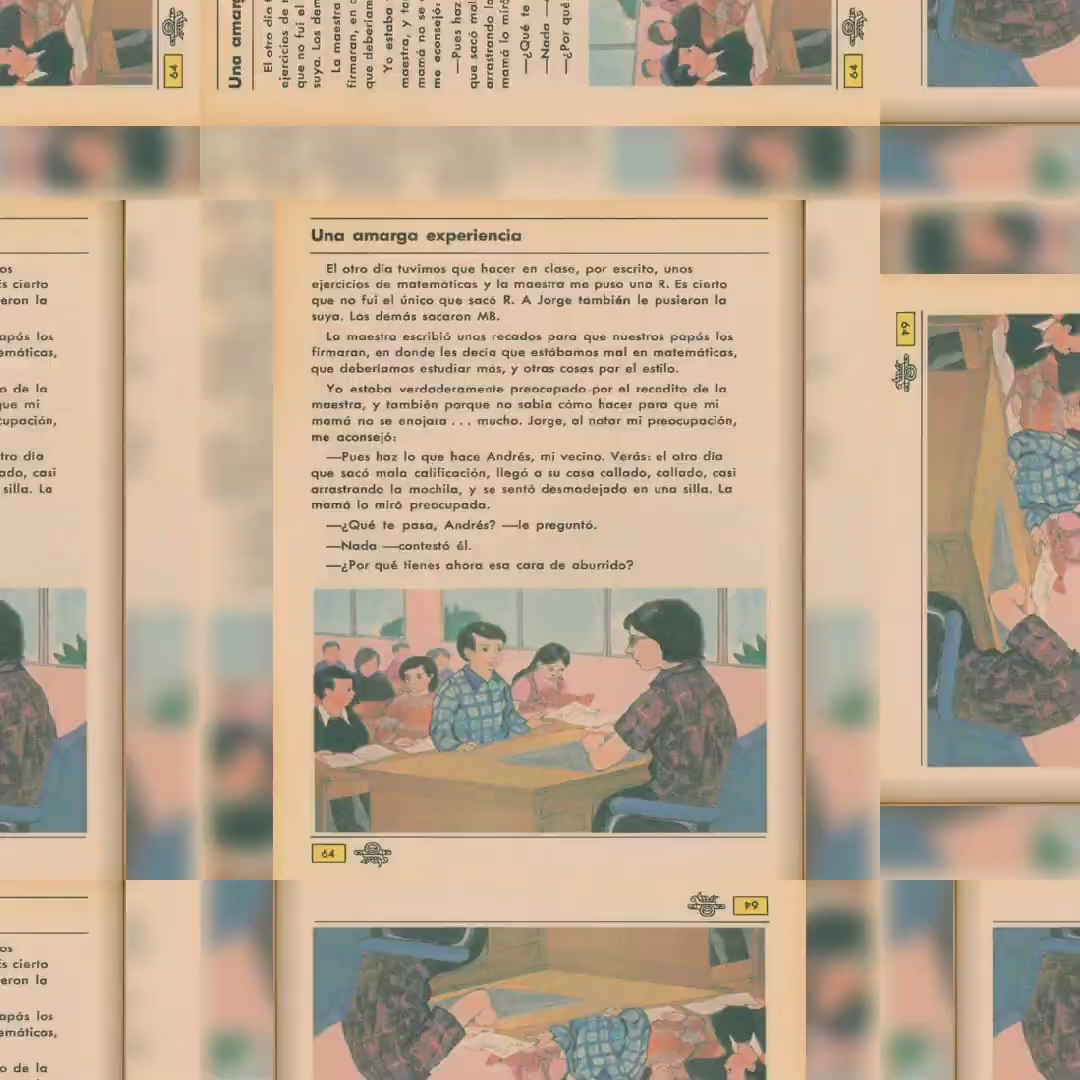 Una amarga experiencia
El otro día tuvimos que hacer en clase, por escrito, unos
ejercicios de matemáticas y la maestra me puso una R. Es cierto
que no fui el único que sacó R. A Jorge también le pusieron la
suya. Los demás sacaron MB.
La maestra escribió unos recados para que nuestros papás los
firmaran, en donde les decía que estábamos mal en matemáticas,
que deberíamos estudiar más, y otras cosas por el estilo.
Yo estaba verdaderamente preocupado por el recadito de la
maestra, y también porque no sabía cómo hacer para que mi
mamá no se enojara . . . mucho. Jorge, al notar mi preocupación,
me aconsejó:
—Pues haz lo que hace Andrés, mi vecino. Verás: el otro día
que sacó mala calificación, llegó a su casa callado, callado, casi
arrastrando la mochila, y se sentó desmadejado en una silla. La
mamá lo miró preocupada.
—¿Qué te pasa, Andrés? —le preguntó.
—Nada —contestó él.
—¿Por qué tienes ahora esa cara de aburrido?
64